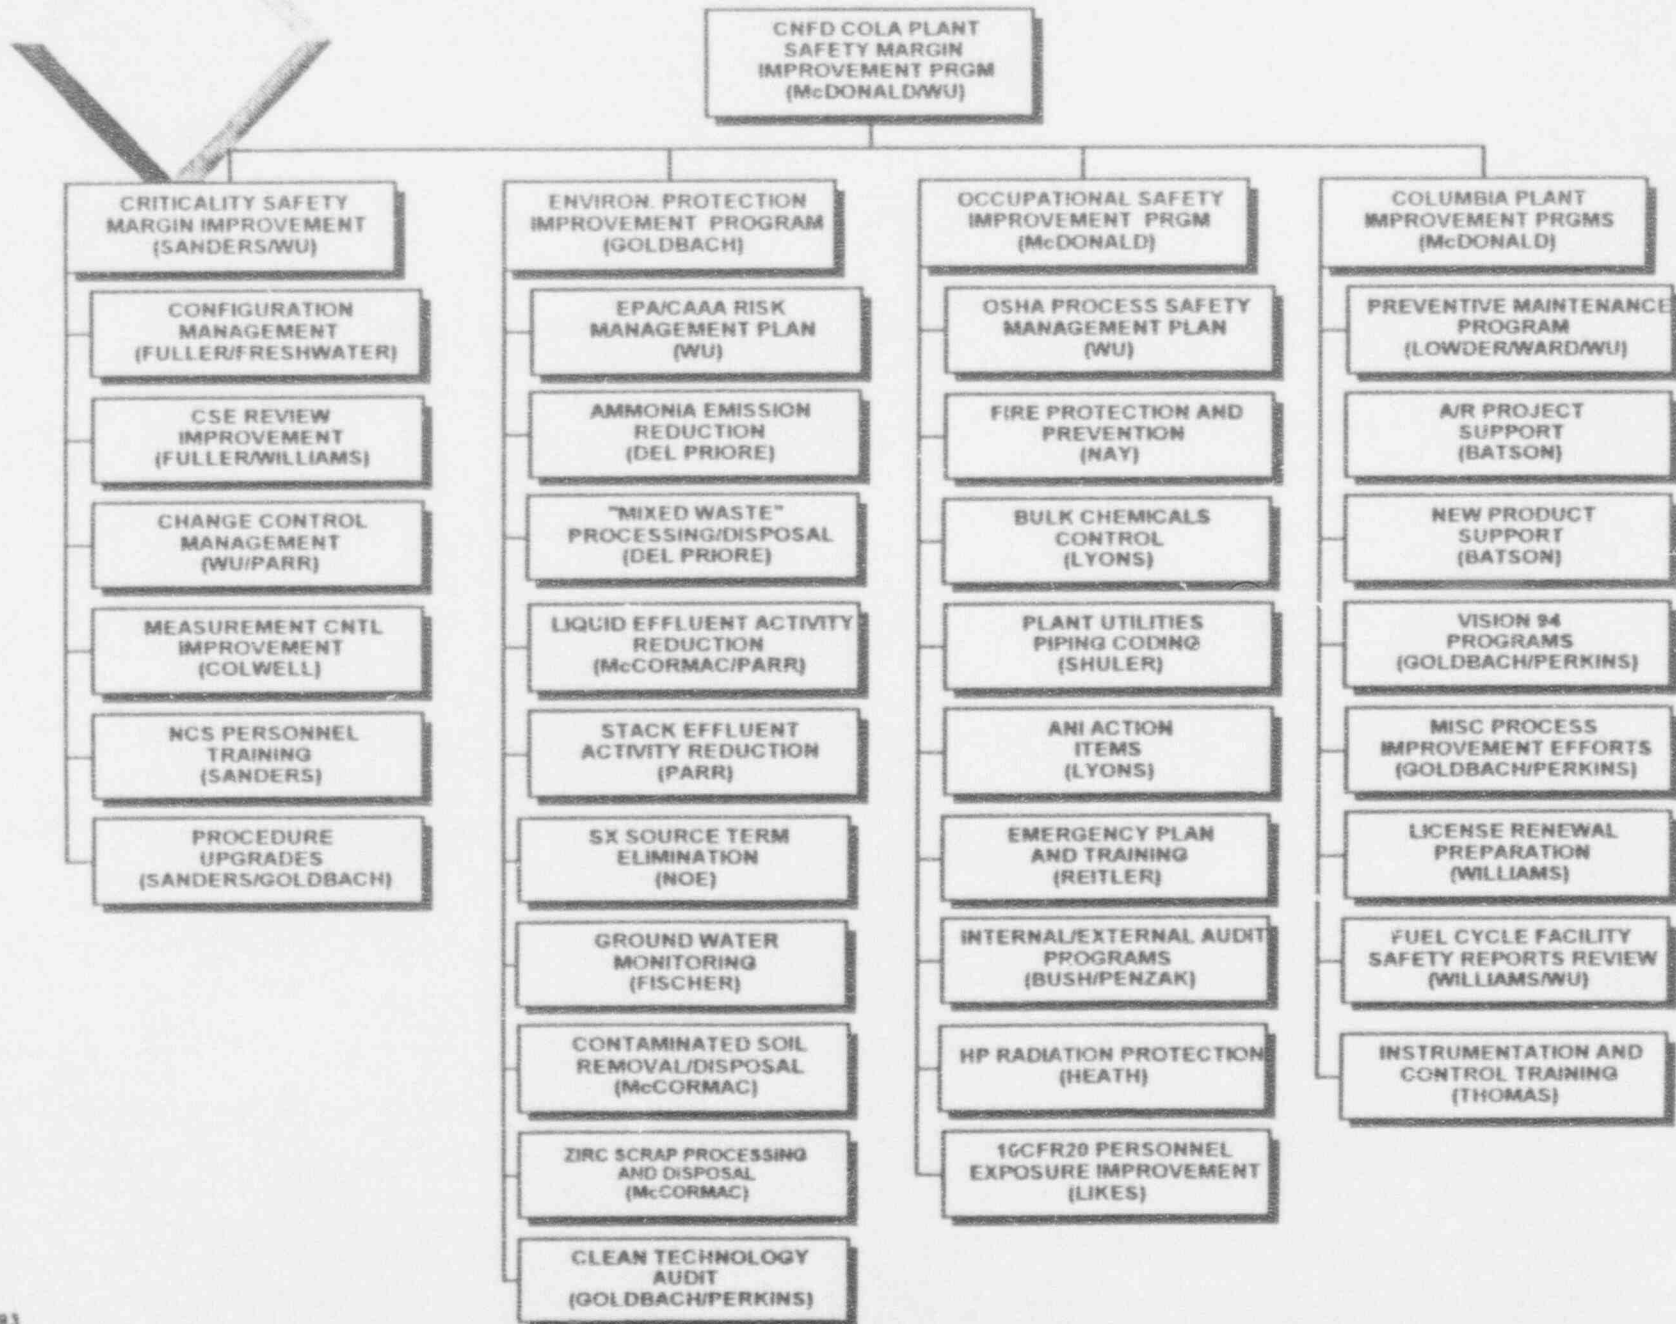 CNFD COLA PLANT
SAFETY MARGIN
IMPROVEMENT PRGM
(McDONALD/WU)
CRITICALITY SAFETY
MARGIN IMPROVEMENT
(SANDERS/WU)
CONFIGURATION
MANAGEMENT
(FULLER/FRESHWATER)
CSE REVIEW
IMPROVEMENT
(FULLER/WILLIAMS)
CHANGE CONTROL
MANAGEMENT
(WU/PARR)
MEASUREMENT CNTL
IMPROVEMENT
(COLWELL)
NCS PERSONNEL
TRAINING
(SANDERS)
PROCEDURE
UPGRADES
(SANDERS/GOLDBACH)
ENVIRON. PROTECTION
IMPROVEMENT PROGRAM
(GOLDBACH)
EPA/CAAA RISK
MANAGEMENT PLAN
(WU)
AMMONIA EMISSION
REDUCTION
(DEL PRIORE)
"MIXED WASTE"
PROCESSING/DISPOSAL
(DEL PRIORE)
LIQUID EFFLUENT ACTIVITY
REDUCTION
(McCORMAC/PARR)
STACK EFFLUENT
ACTIVITY REDUCTION
(PARR)
SX SOURCE TERM
ELIMINATION
(NOE)
GROUND WATER
MONITORING
(FISCHER)
CONTAMINATED SOIL
REMOVAL/DISPOSAL
(McCORMAC)
ZIRC SCRAP PROCESSING
AND DISPOSAL
(McCORMAC)
CLEAN TECHNOLOGY
AUDIT
(GOLDBACH/PERKINS)
OCCUPATIONAL SAFETY
IMPROVEMENT PRGM
(McDONALD)
OSHA PROCESS SAFETY
MANAGEMENT PLAN
(WU)
FIRE PROTECTION AND
PREVENTION
(NAY)
BULK CHEMICALS
CONTROL
(LYONS)
PLANT UTILITIES
PIPING CODING
(SHULER)
ANI ACTION
ITEMS
(LYONS)
EMERGENCY PLAN
AND TRAINING
(REITLER)
INTERNAL/EXTERNAL AUDIT
PROGRAMS
(BUSH/PENZAK)
HP RADIATION PROTECTION
(HEATH)
10CFR20 PERSONNEL
EXPOSURE IMPROVEMENT
(LIKES)
COLUMBIA PLANT
IMPROVEMENT PRGMS
(McDONALD)
PREVENTIVE MAINTENANCE
PROGRAM
(LOWDER/WARD/WU)
A/R PROJECT
SUPPORT
(BATSON)
NEW PRODUCT
SUPPORT
(BATSON)
VISION 94
PROGRAMS
(GOLDBACH/PERKINS)
MISC PROCESS
IMPROVEMENT EFFORTS
(GOLDBACH/PERKINS)
LICENSE RENEWAL
PREPARATION
(WILLIAMS)
FUEL CYCLE FACILITY
SAFETY REPORTS REVIEW
(WILLIAMS/WU)
INSTRUMENTATION AND
CONTROL TRAINING
(THOMAS)